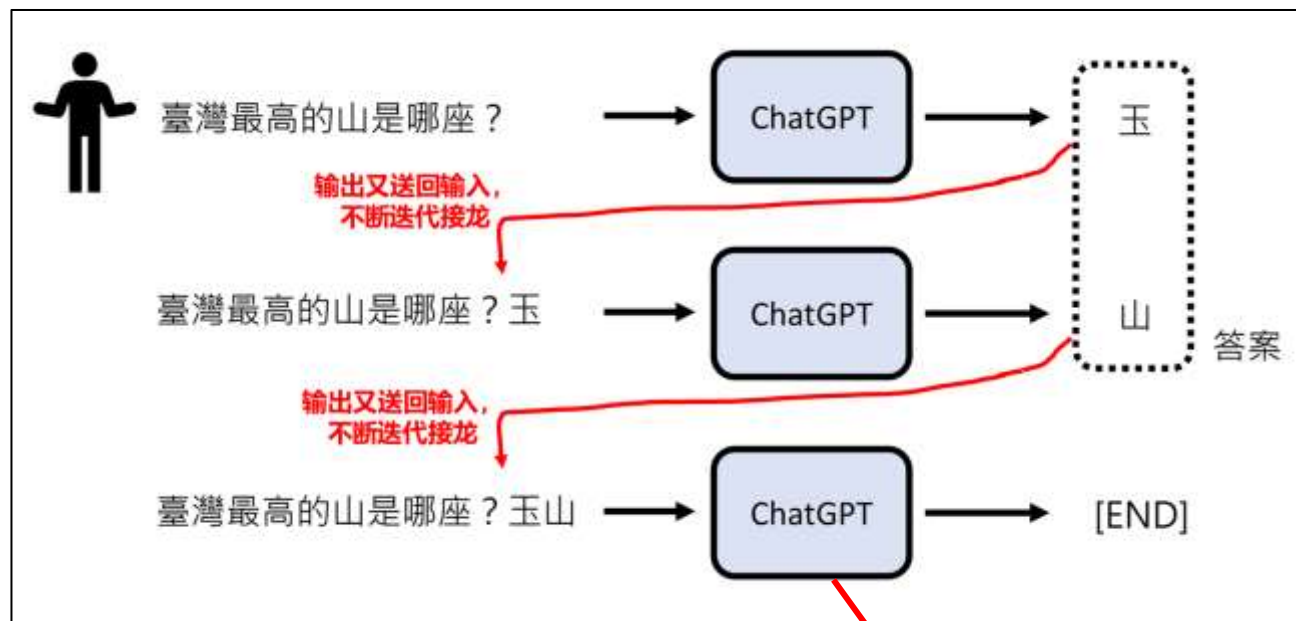 臺灣最高的山是哪座？
ChatGPT
玉
输出又送回输入，
不断迭代接龙
臺灣最高的山是哪座？玉
ChatGPT
山
答案
输出又送回输入，
不断迭代接龙
臺灣最高的山是哪座？玉山
ChatGPT
[END]